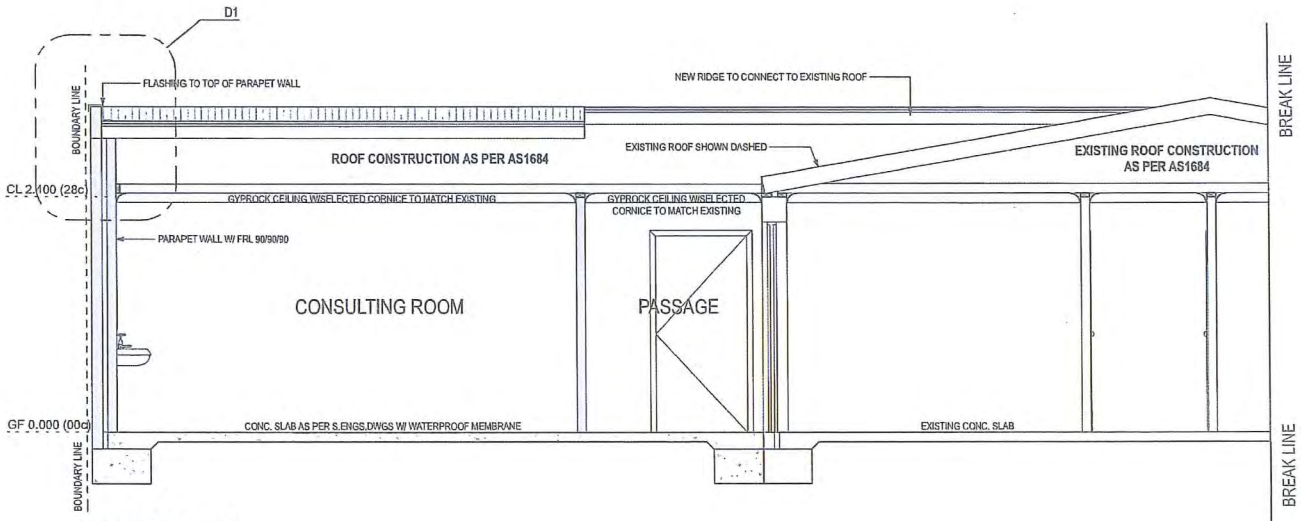 D1
FLASHING TO TOP OF PARAPET WALL
NEW RIDGE TO CONNECT TO EXISTING ROOF
BOUNDARY LINE
BREAK LINE
EXISTING ROOF SHOWN DASHED
ROOF CONSTRUCTION AS PER AS1684
EXISTING ROOF CONSTRUCTION
AS PER AS1684
CL 2.400 (28c)
GYPROCK CEILING W/SELECTED CORNICE TO MATCH EXISTING
GYPROCK CEILING W/SELECTED
CORNICE TO MATCH EXISTING
PARAPET WALL W/ FRL 90/90/90
CONSULTING ROOM
PASSAGE
GF 0.000 (00c)
CONC. SLAB AS PER S.ENGS.DWGS W/ WATERPROOF MEMBRANE
EXISTING CONC. SLAB
BOUNDARY LINE
BREAK LINE